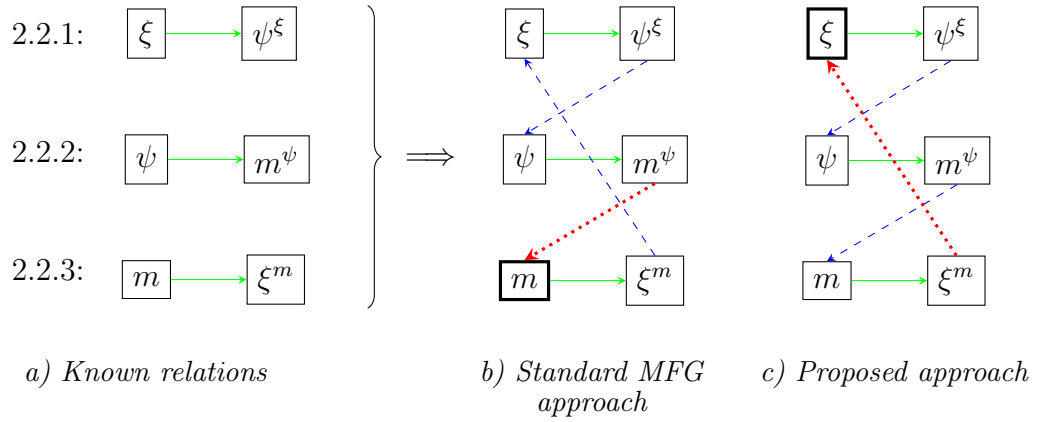 2.2.1: ξ ψ^ξ ξ ψ^ξ ξ ψ^ξ
2.2.2: ψ m^ψ ⟹ ψ m^ψ ψ m^ψ
2.2.3: m ξ^m m ξ^m m ξ^m
a) Known relations
b) Standard MFG
approach
c) Proposed approach